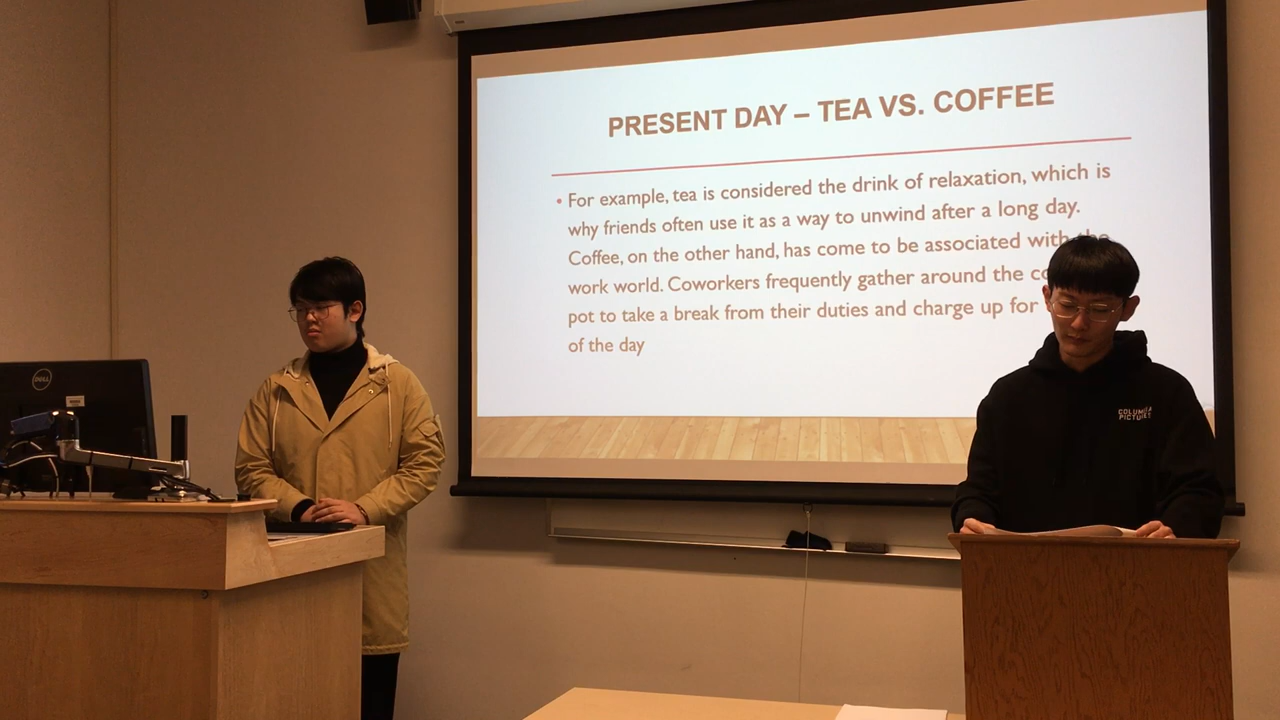 PRESENT DAY – TEA VS. COFFEE
• For example, tea is considered the drink of relaxation, which is
why friends often use it as a way to unwind after a long day.
Coffee, on the other hand, has come to be associated with the
work world. Coworkers frequently gather around the
pot to take a break from their duties and charge up for
of the day
DELL
COLUMBIA
PICTURES